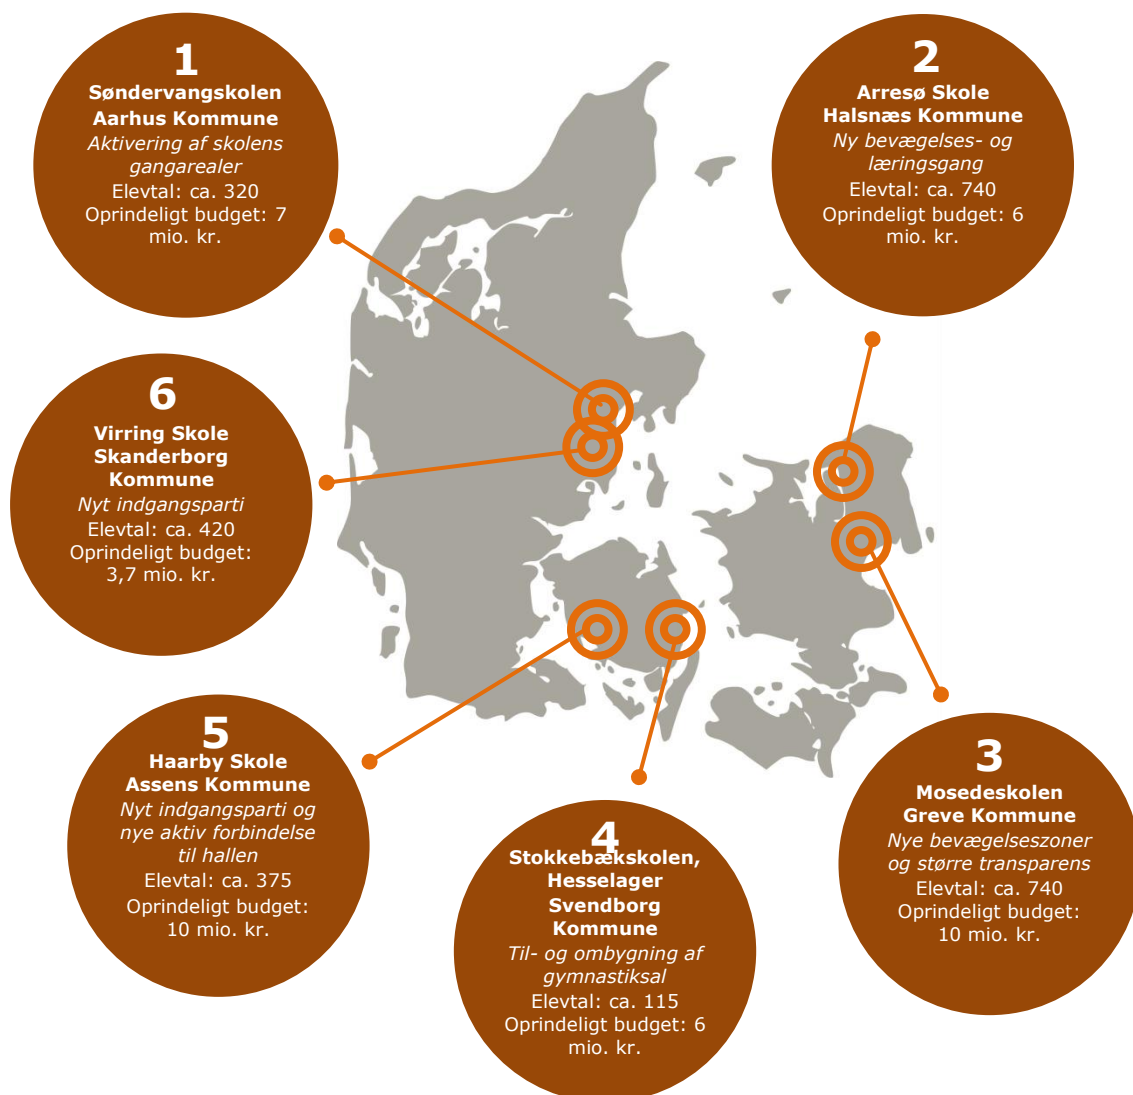 1
Søndervangskolen
Aarhus Kommune
Aktivering af skolens
gangarealer
Elevtal: ca. 320
Oprindeligt budget: 7
mio. kr.
2
Arresø Skole
Halsnæs Kommune
Ny bevægelses- og
læringsgang
Elevtal: ca. 740
Oprindeligt budget: 6
mio. kr.
3
Mosedeskolen
Greve Kommune
Nye bevægelseszoner
og større transparens
Elevtal: ca. 740
Oprindeligt budget:
10 mio. kr.
4
Stokkebækskolen,
Hesselager
Svendborg
Kommune
Til- og ombygning af
gymnastiksal
Elevtal: ca. 115
Oprindeligt budget: 6
mio. kr.
5
Haarby Skole
Assens Kommune
Nyt indgangsparti og
nye aktiv forbindelse
til hallen
Elevtal: ca. 375
Oprindeligt budget:
10 mio. kr.
6
Virring Skole
Skanderborg
Kommune
Nyt indgangsparti
Elevtal: ca. 420
Oprindeligt budget:
3,7 mio. kr.